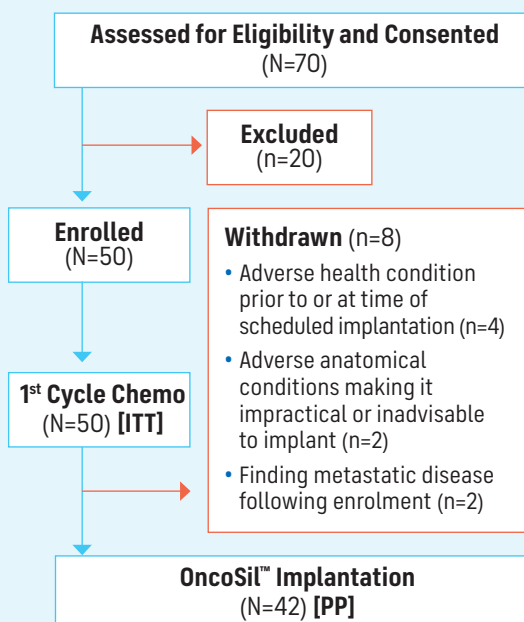 Assessed for Eligibility and Consented
(N=70)
Excluded
(n=20)
Enrolled
(N=50)
Withdrawn (n=8)
• Adverse health condition
prior to or at time of
scheduled implantation (n=4)
• Adverse anatomical
conditions making it
impractical or inadvisable
to implant (n=2)
• Finding metastatic disease
following enrolment (n=2)
1st Cycle Chemo
(N=50) [ITT]
OncoSil™ Implantation
(N=42) [PP]